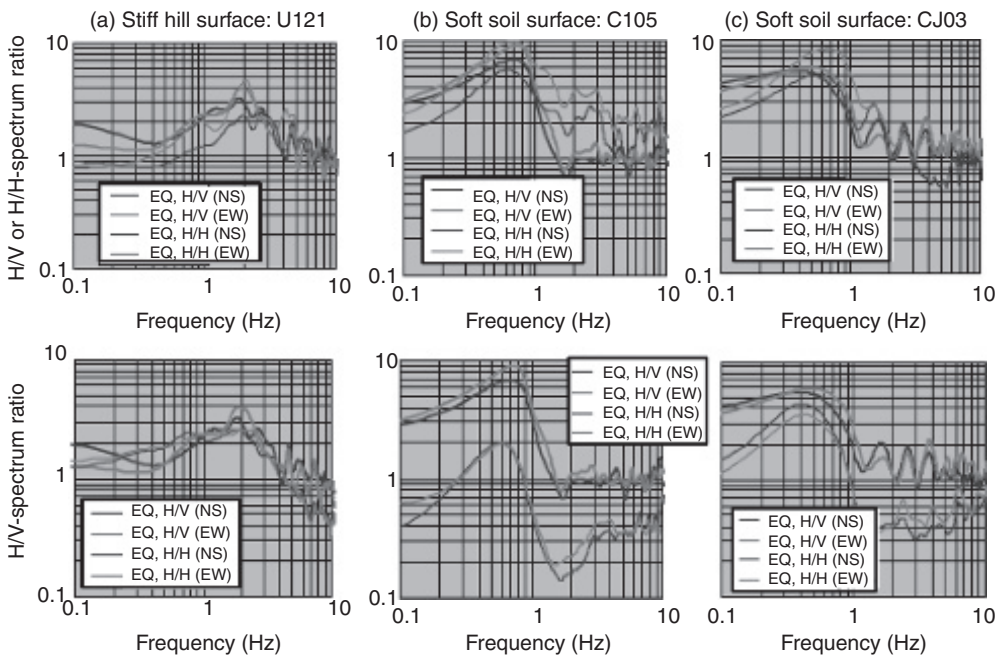 (a) Stiff hill surface: U121
(b) Soft soil surface: C105
(c) Soft soil surface: CJ03
H/V or H/H-spectrum ratio
10
1
0.1
EQ, H/V (NS)
EQ, H/V (EW)
EQ, H/H (NS)
EQ, H/H (EW)
0.1
1
10
Frequency (Hz)
10
1
0.1
EQ, H/V (NS)
EQ, H/V (EW)
EQ, H/H (NS)
EQ, H/H (EW)
0.1
1
10
Frequency (Hz)
10
1
0.1
EQ, H/V (NS)
EQ, H/V (EW)
EQ, H/H (NS)
EQ, H/H (EW)
0.1
1
10
Frequency (Hz)
H/V-spectrum ratio
10
1
0.1
EQ, H/V (NS)
EQ, H/V (EW)
EQ, H/H (NS)
EQ, H/H (EW)
0.1
1
10
Frequency (Hz)
10
1
0.1
EQ, H/V (NS)
EQ, H/V (EW)
EQ, H/H (NS)
EQ, H/H (EW)
0.1
1
10
Frequency (Hz)
EQ, H/V (NS)
EQ, H/V (EW)
EQ, H/H (NS)
EQ, H/H (EW)
0.1
1
10
Frequency (Hz)